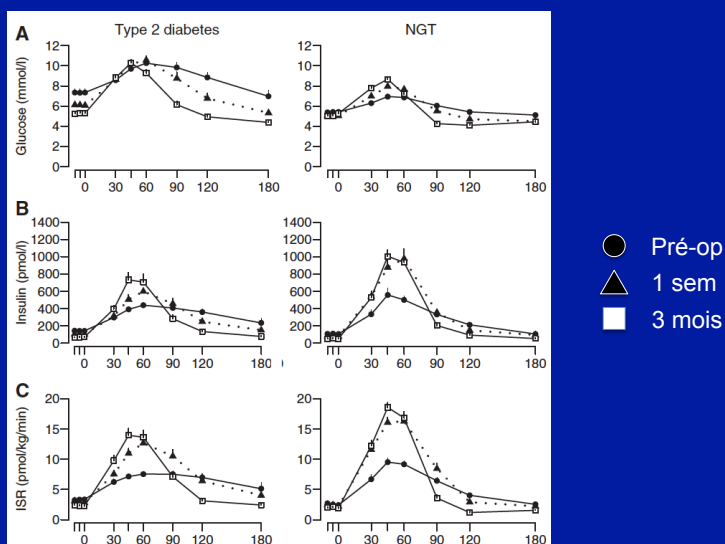 A
Type 2 diabetes
NGT
Glucose (mmol/l)
12
10
8
6
4
2
0
0 30 60 90 120 180
12
10
8
6
4
2
0
0 30 60 90 120 180
B
Insulin (pmol/l)
1400
1200
1000
800
600
400
200
0
0 30 60 90 120 180
1400
1200
1000
800
600
400
200
0
0 30 60 90 120 180
C
ISR (pmol/kg/min)
20
15
10
5
0
0 30 60 90 120 180
20
15
10
5
0
0 30 60 90 120 180
Pré-op
1 sem
3 mois